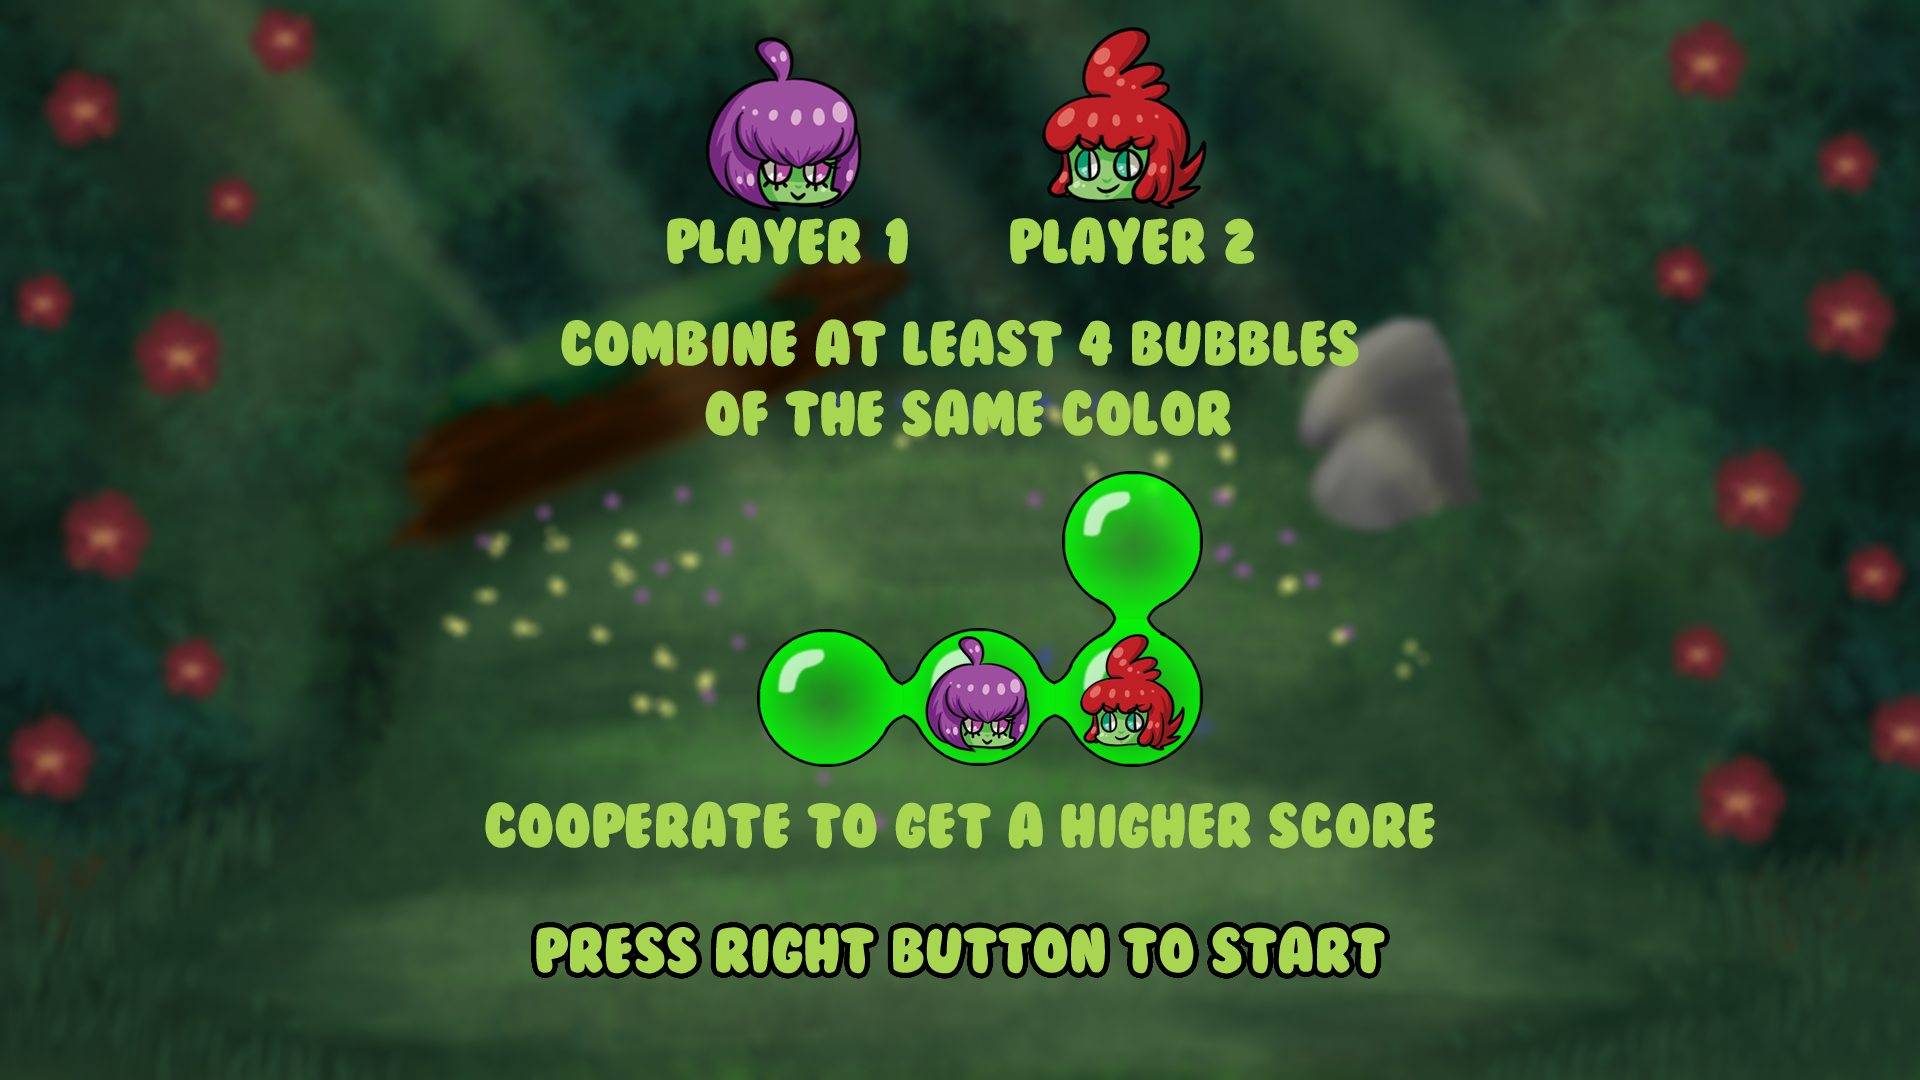 PLAYER 1 PLAYER 2
COMBINE AT LEAST 4 BUBBLES
OF THE SAME COLOR
COOPERATE TO GET A HIGHER SCORE
PRESS RIGHT BUTTON TO START